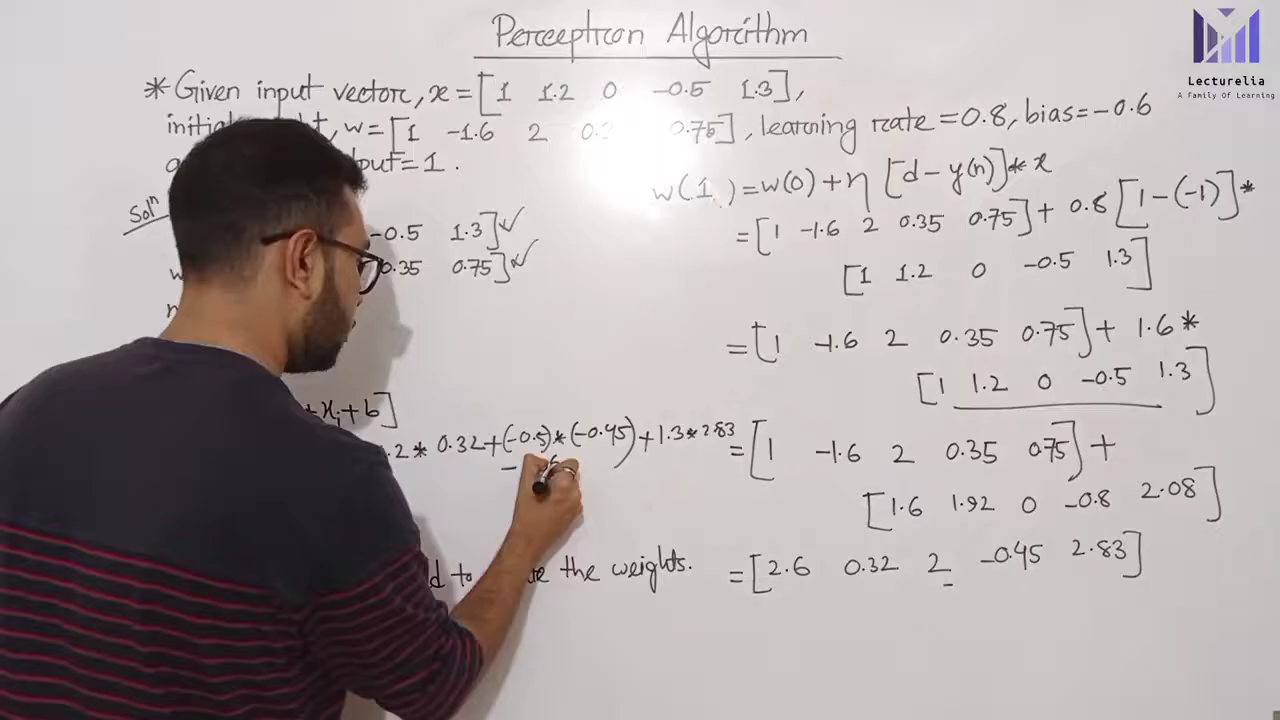 Perceptron Algorithm
Lecturelia
A Family Of Learning
* Given input vector, x = [1 1.2 0 -0.5 1.3],
w = [1 -1.6 2 0.75], learning rate = 0.8, bias = -0.6
= 1.
Solⁿ
-0.5 1.3] ✓
0.35 0.75] ✓
+ b]
.2 * 0.32 + (-0.5) * (-0.45) + 1.3 * 2.83
the weights.
w(1) = w(0) + η [d - y(n)] * x
= [1 -1.6 2 0.35 0.75] + 0.8 [1 - (-1)] *
[1 1.2 0 -0.5 1.3]
= [1 -1.6 2 0.35 0.75] + 1.6 *
[1 1.2 0 -0.5 1.3]
= [1 -1.6 2 0.35 0.75] +
[1.6 1.92 0 -0.8 2.08]
= [2.6 0.32 2 -0.45 2.83]